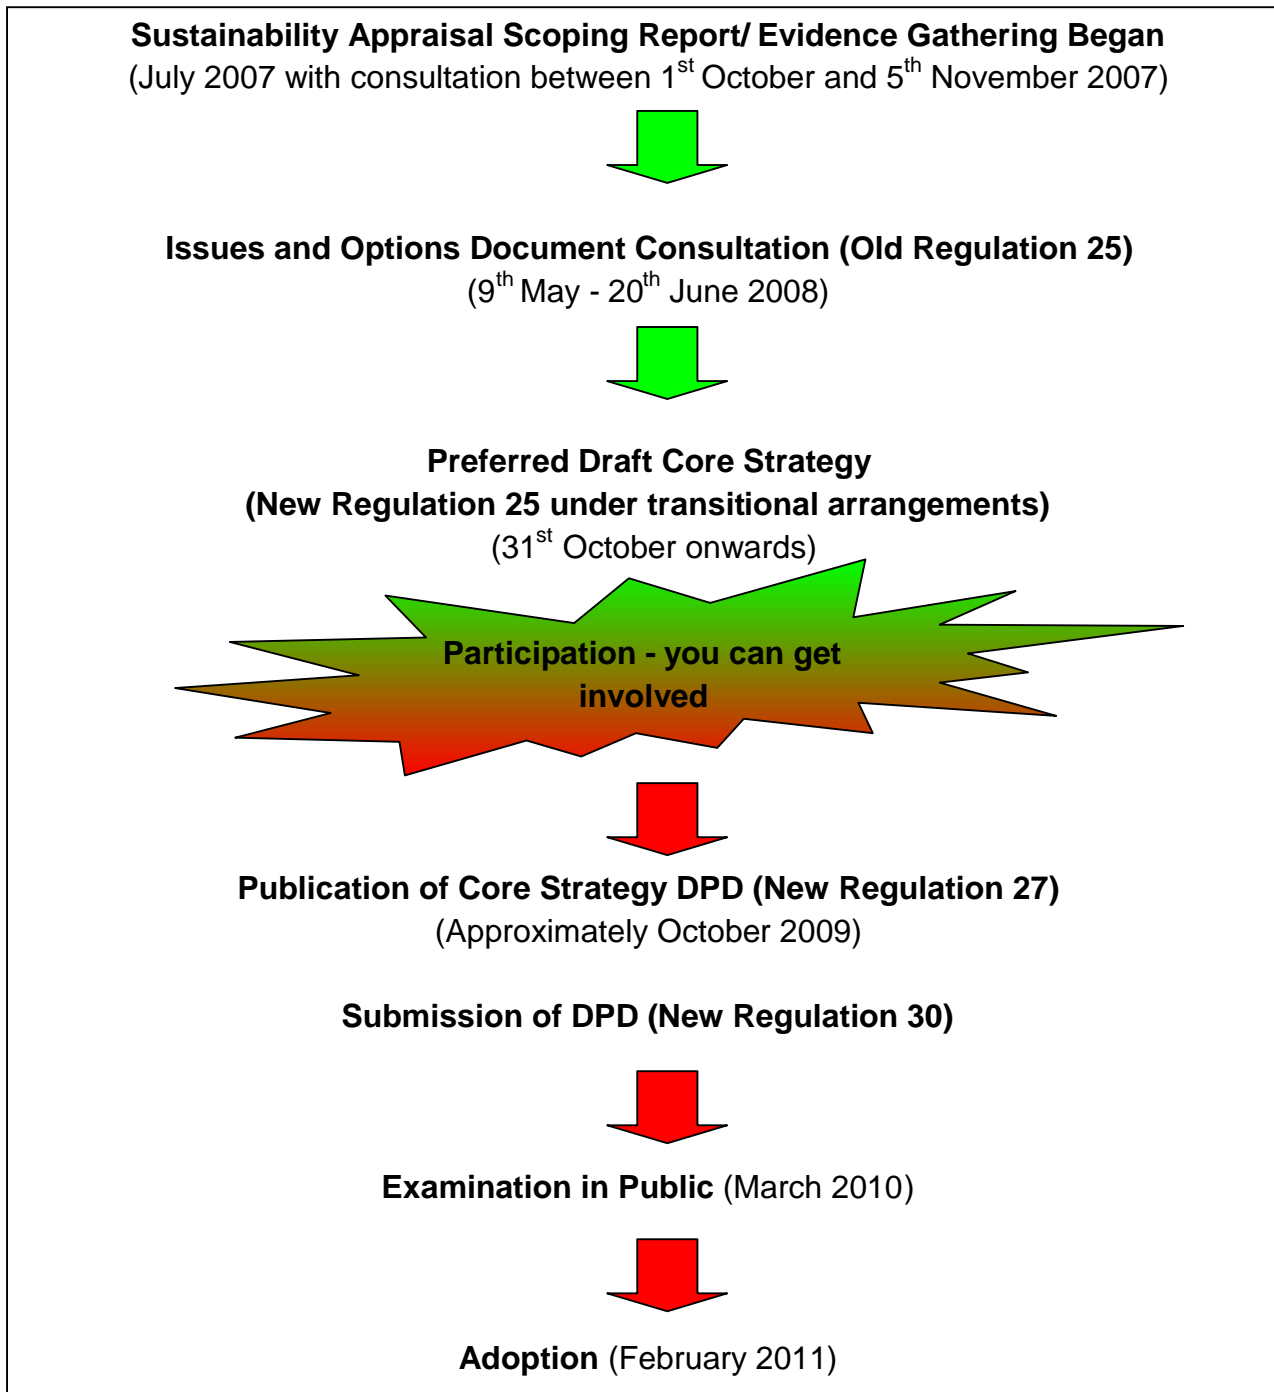 Sustainability Appraisal Scoping Report/ Evidence Gathering Began
(July 2007 with consultation between 1st October and 5th November 2007)
Issues and Options Document Consultation (Old Regulation 25)
(9th May - 20th June 2008)
Preferred Draft Core Strategy
(New Regulation 25 under transitional arrangements)
(31st October onwards)
Participation - you can get
involved
Publication of Core Strategy DPD (New Regulation 27)
(Approximately October 2009)
Submission of DPD (New Regulation 30)
Examination in Public (March 2010)
Adoption (February 2011)